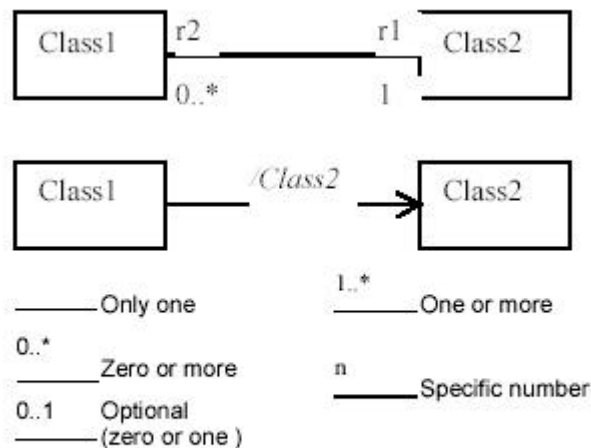 Class1 r2 r1 Class2
0..* 1
Class1 /Class2 Class2
Only one
1..* One or more
0..*
Zero or more
n Specific number
0..1 Optional
(zero or one )